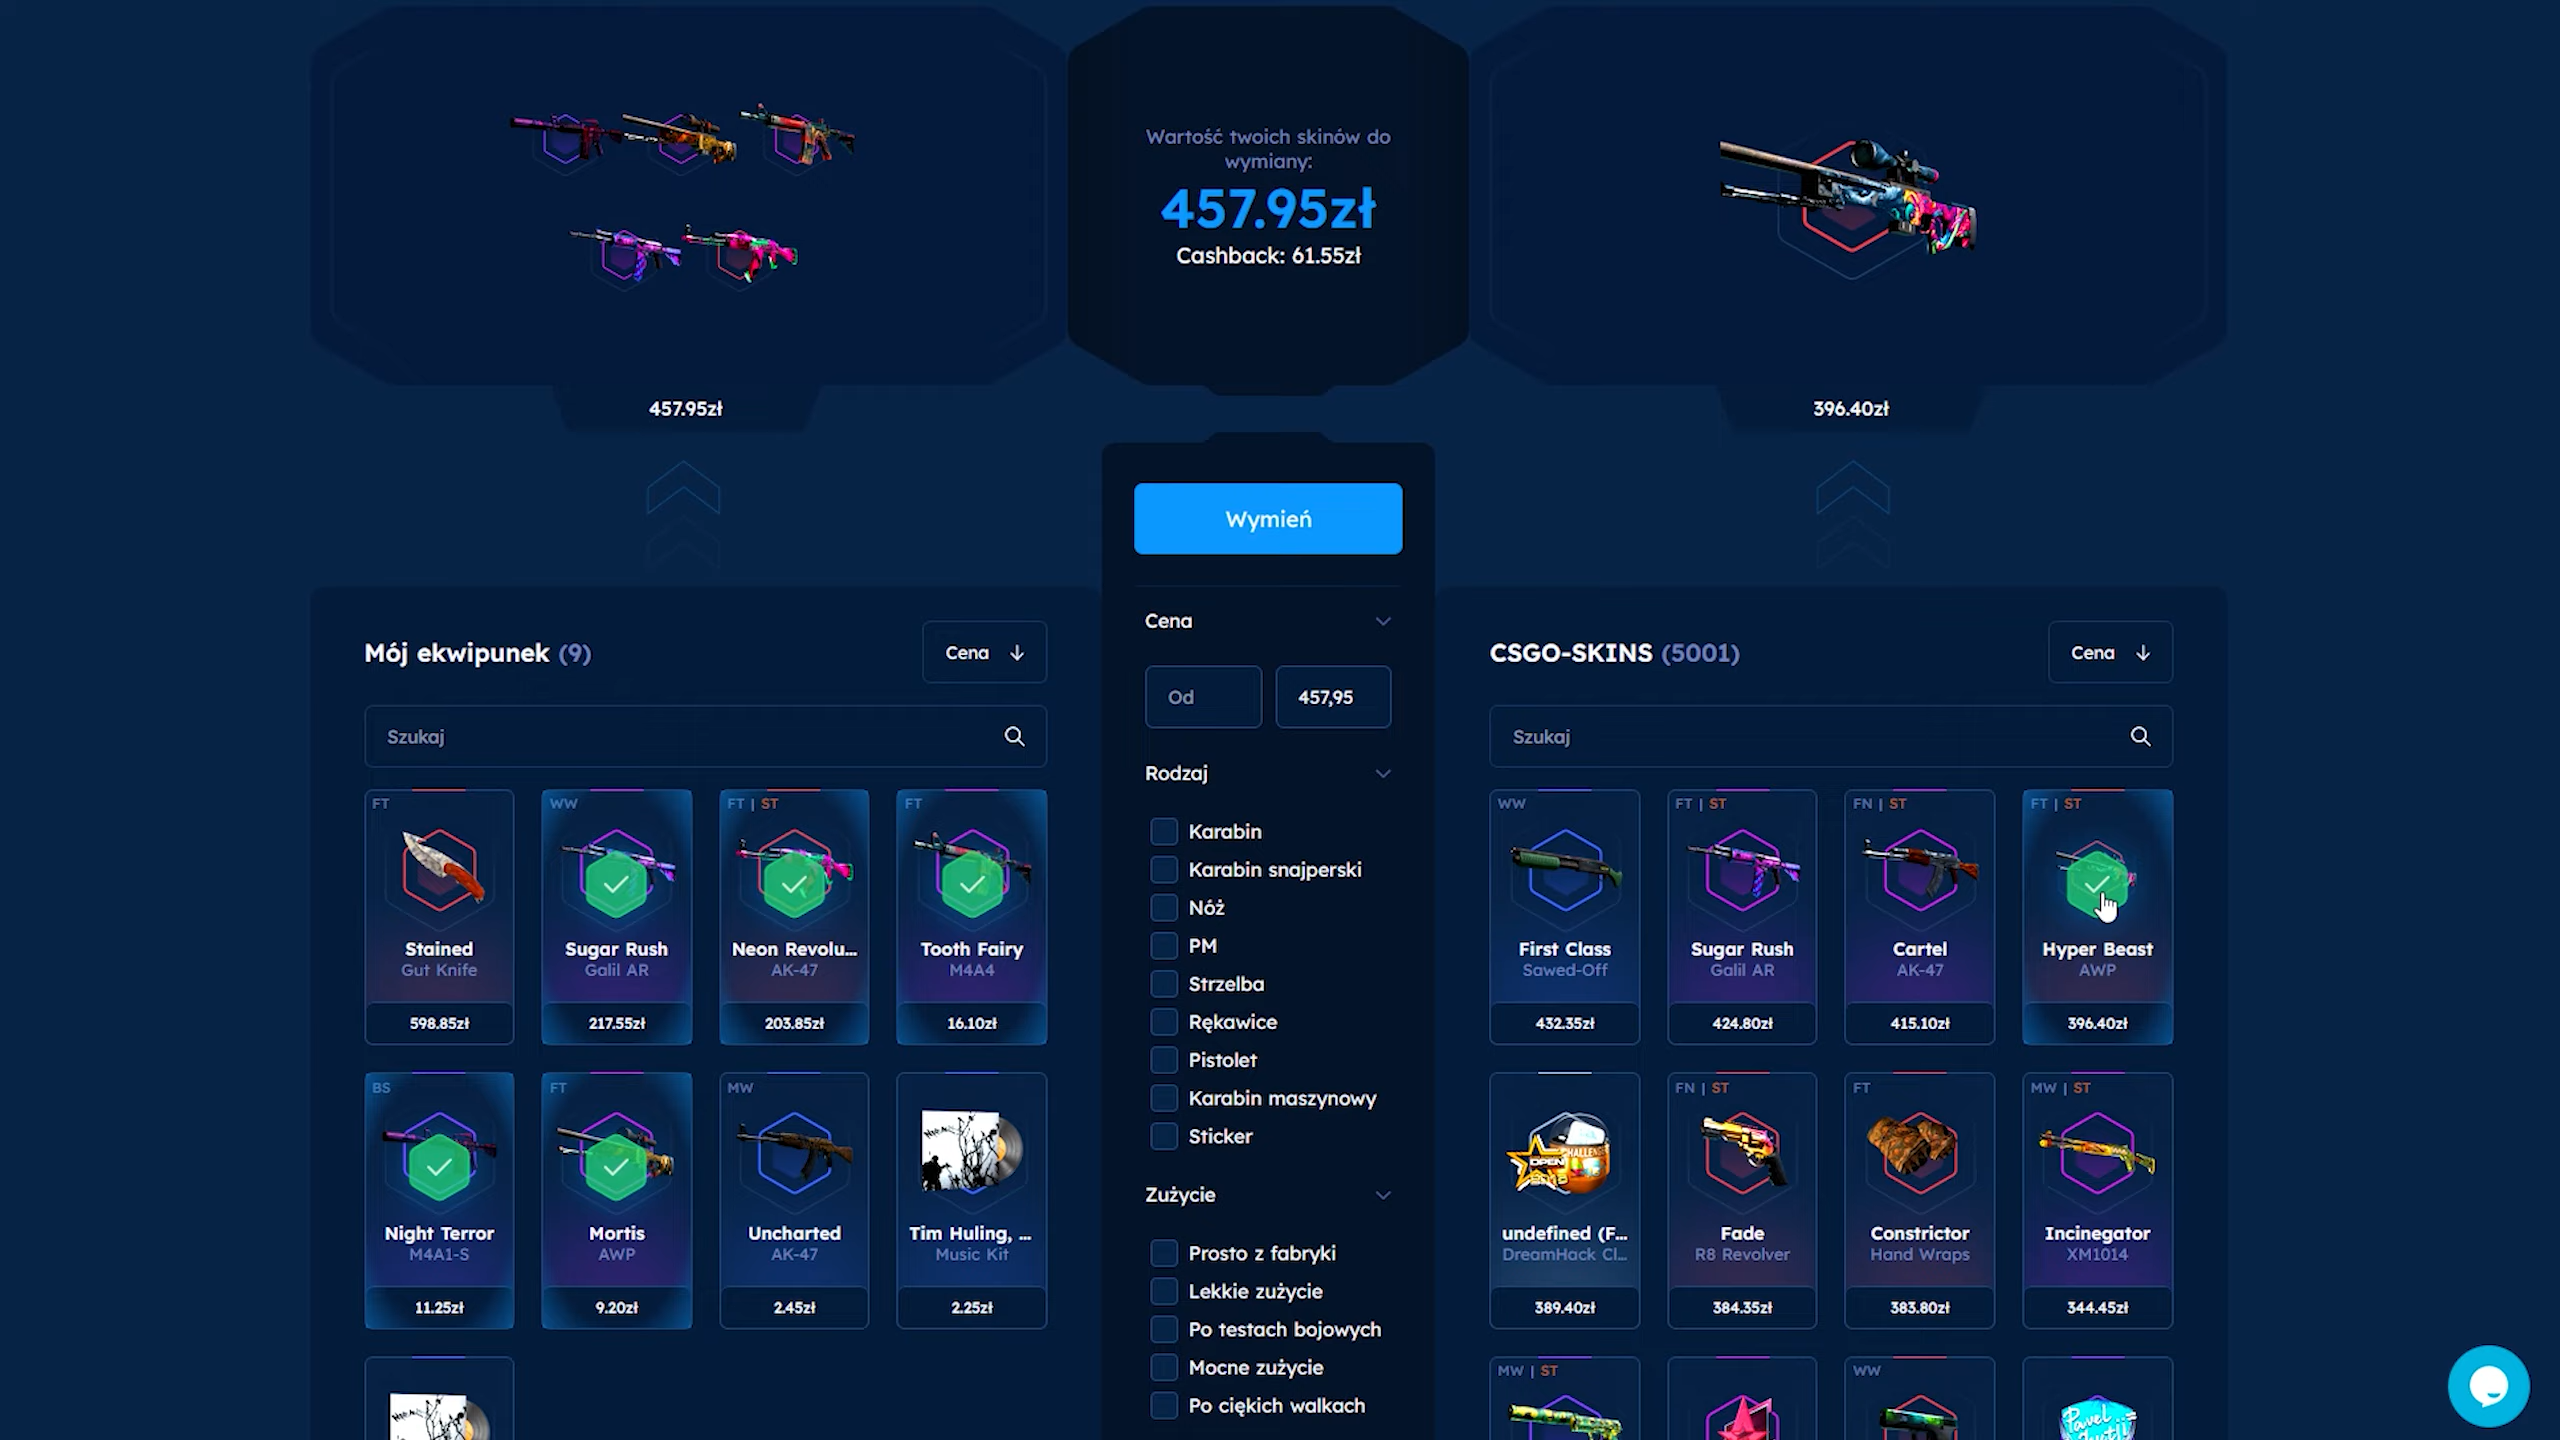 Wartość twoich skinów do
wymiany:
457.95zł
Cashback: 61.55zł
457.95zł
396.40zł
Wymień
Mój ekwipunek (9)
Cena
Szukaj
FT
Stained
Gut Knife
598.85zł
WW
Sugar Rush
Galil AR
217.55zł
FT | ST
Neon Revolu...
AK-47
203.85zł
FT
Tooth Fairy
M4A4
16.10zł
BS
Night Terror
M4A1-S
11.25zł
FT
Mortis
AWP
9.20zł
MW
Uncharted
AK-47
2.45zł
Tim Huling, ...
Music Kit
2.25zł
Cena
Od
457,95
Rodzaj
Karabin
Karabin snajperski
Nóż
PM
Strzelba
Rękawice
Pistolet
Karabin maszynowy
Sticker
Zużycie
Prosto z fabryki
Lekkie zużycie
Po testach bojowych
Mocne zużycie
Po ciękich walkach
CSGO-SKINS (5001)
Cena
Szukaj
WW
First Class
Sawed-Off
432.35zł
FT | ST
Sugar Rush
Galil AR
424.80zł
FN | ST
Cartel
AK-47
415.10zł
FT | ST
Hyper Beast
AWP
396.40zł
undefined (F...
DreamHack Cl...
389.40zł
FN | ST
Fade
R8 Revolver
384.35zł
FT
Constrictor
Hand Wraps
383.80zł
MW | ST
Incinegator
XM1014
344.45zł
MW | ST
WW